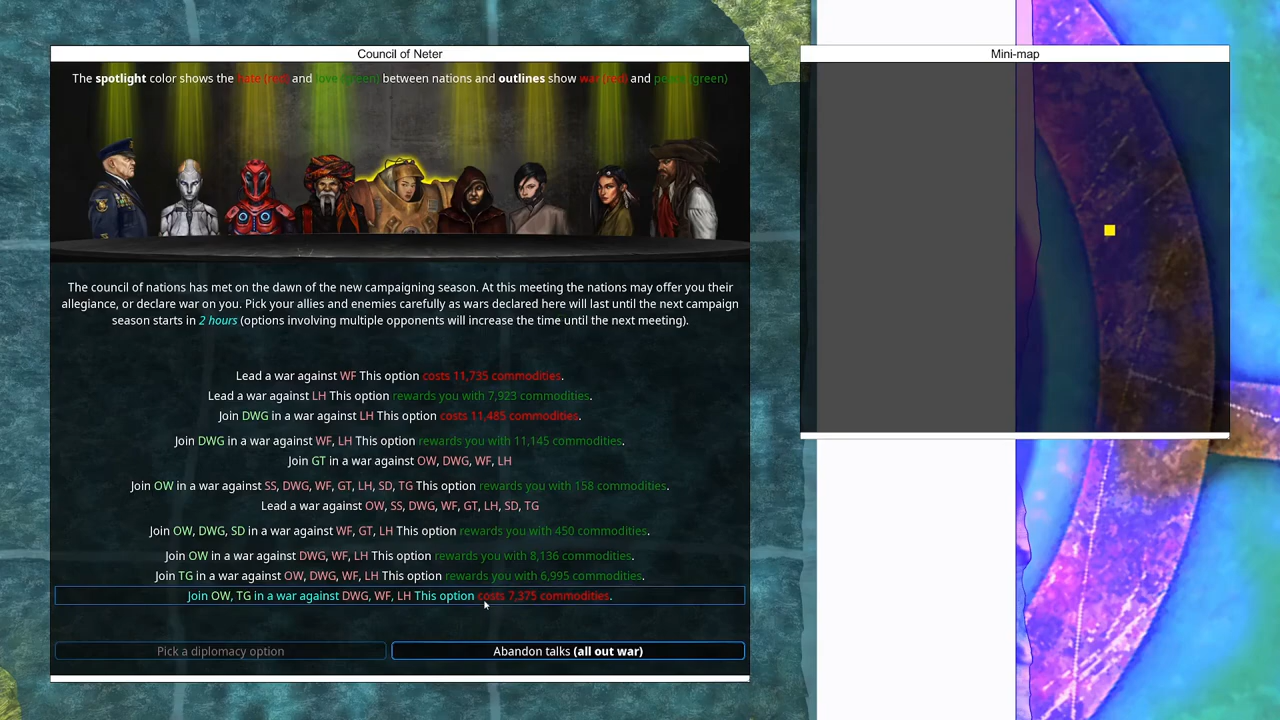 Council of Neter
Mini-map
The spotlight color shows the hate (red) and love (green) between nations and outlines show war (red) and peace (green)
The council of nations has met on the dawn of the new campaigning season. At this meeting the nations may offer you their
allegiance, or declare war on you. Pick your allies and enemies carefully as wars declared here will last until the next campaign
season starts in 2 hours (options involving multiple opponents will increase the time until the next meeting).
Lead a war against WF This option costs 11,735 commodities.
Lead a war against LH This option rewards you with 7,923 commodities.
Join DWG in a war against LH This option costs 11,485 commodities.
Join DWG in a war against WF, LH This option rewards you with 11,145 commodities.
Join GT in a war against OW, DWG, WF, LH
Join OW in a war against SS, DWG, WF, GT, LH, SD, TG This option rewards you with 158 commodities.
Lead a war against OW, SS, DWG, WF, GT, LH, SD, TG
Join OW, DWG, SD in a war against WF, GT, LH This option rewards you with 450 commodities.
Join OW in a war against DWG, WF, LH This option rewards you with 8,136 commodities.
Join TG in a war against OW, DWG, WF, LH This option rewards you with 6,995 commodities.
Join OW, TG in a war against DWG, WF, LH This option costs 7,375 commodities.
Pick a diplomacy option
Abandon talks (all out war)